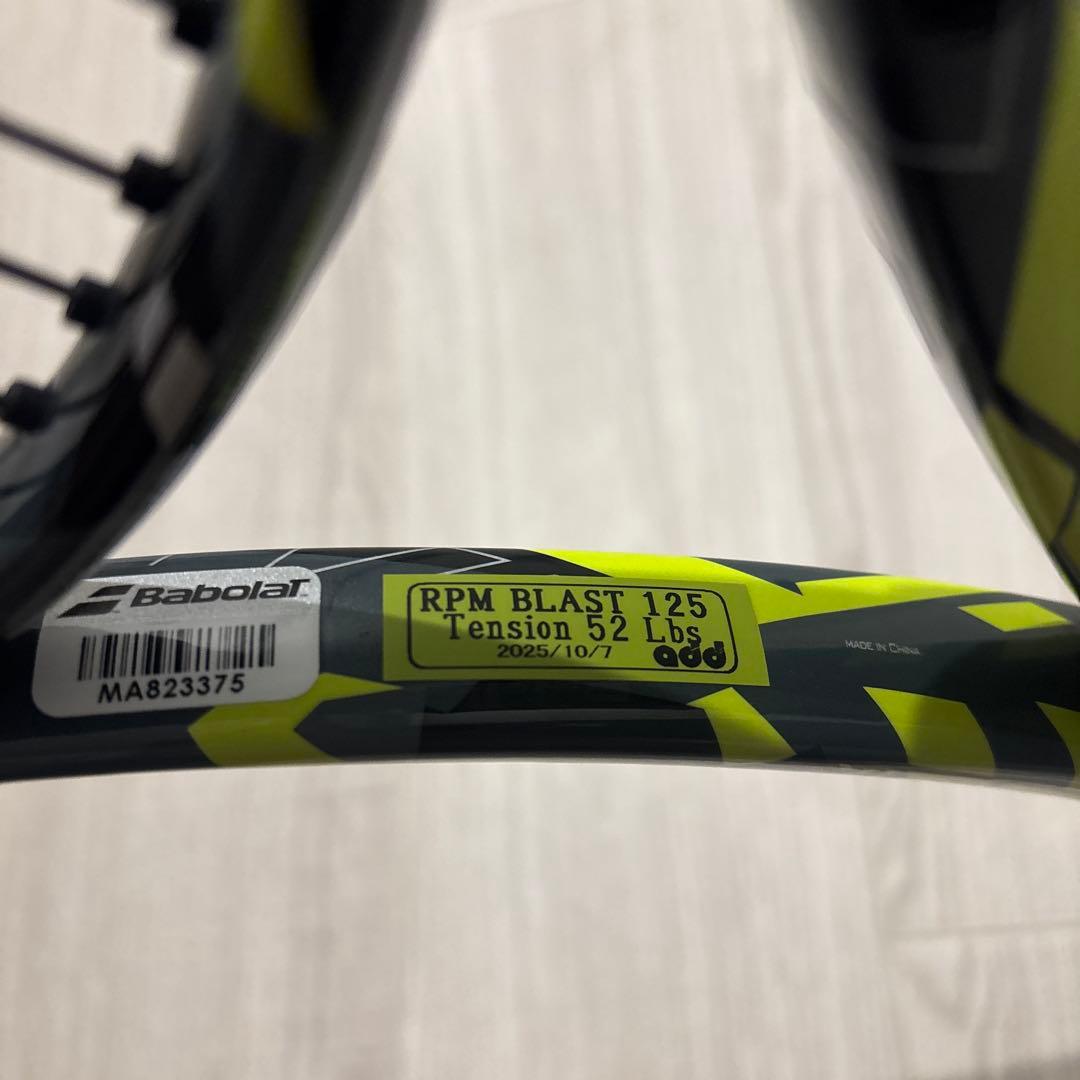 BabolaT
MA823375
RPM BLAST 125
Tension 52 Lbs
2025/10/7
add
MADE IN CHINA